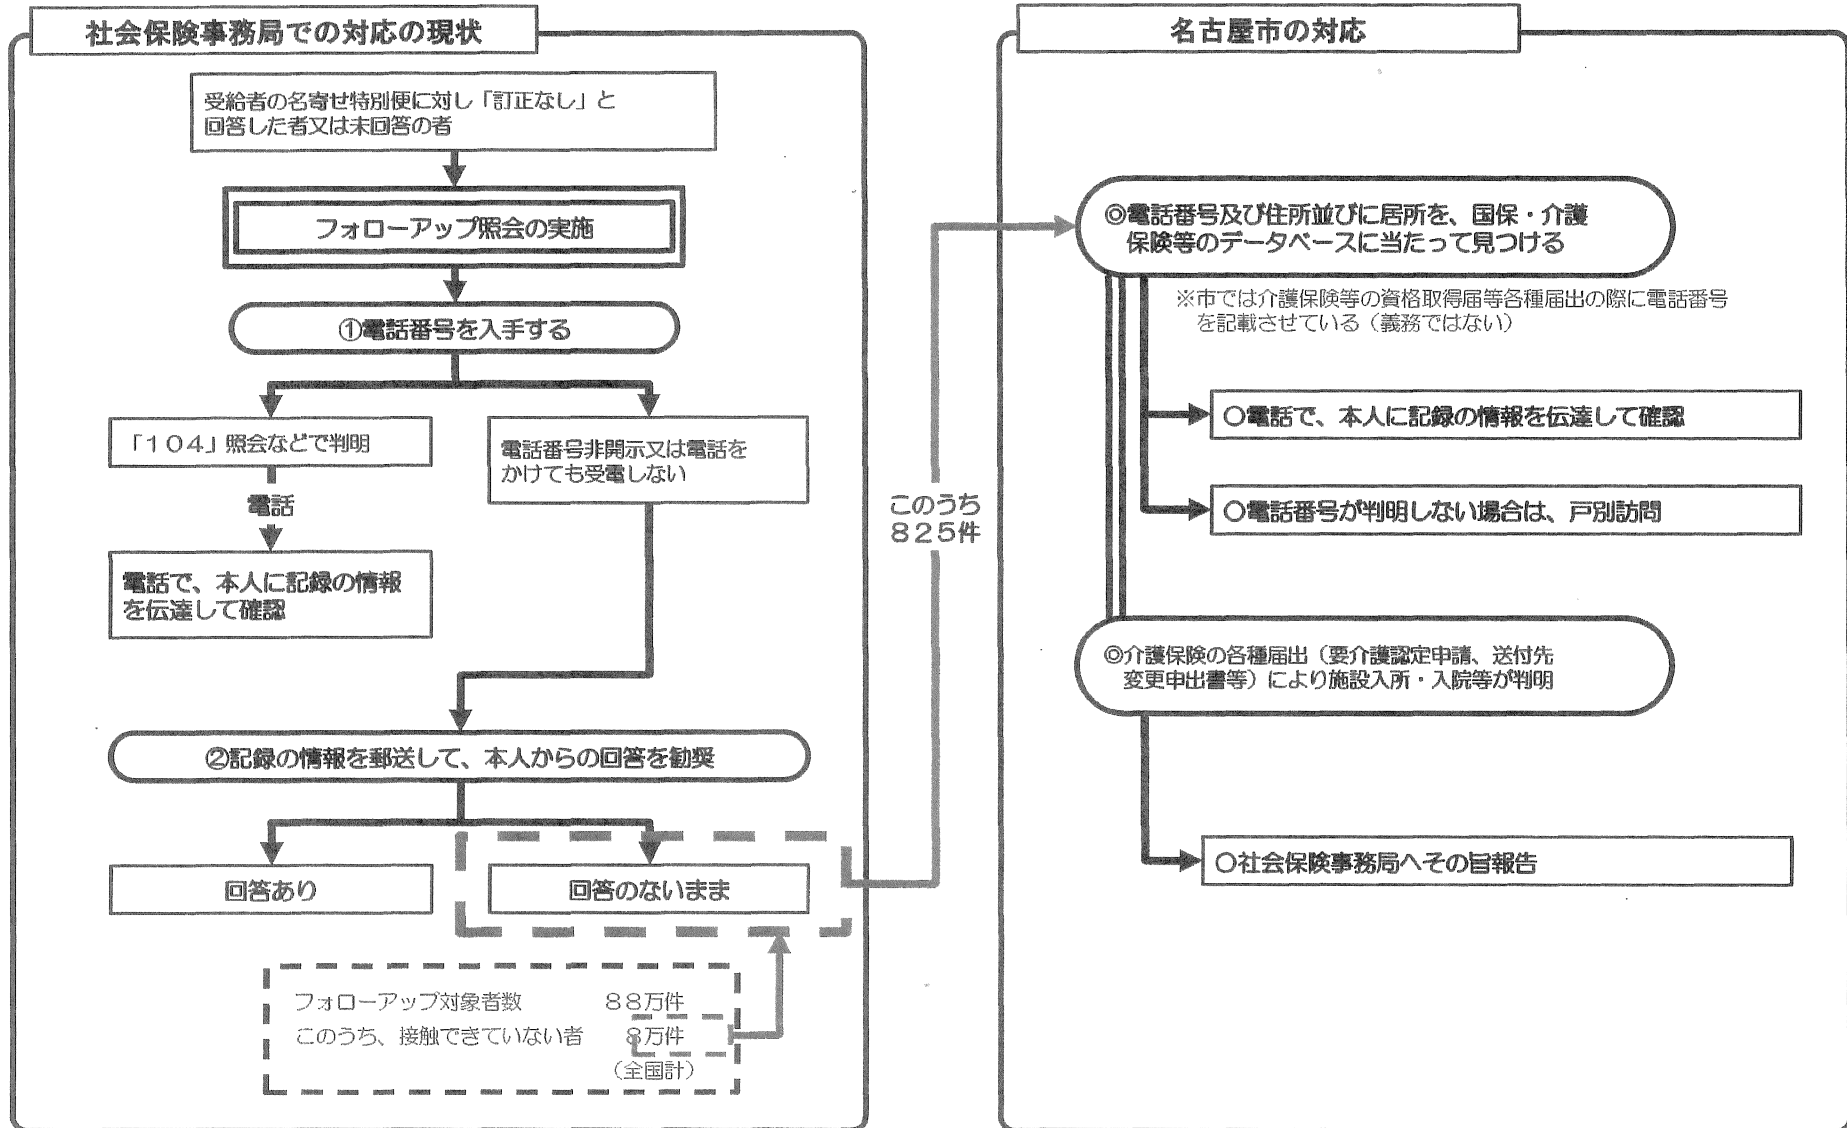 社会保険事務局での対応の現状
受給者の名寄せ特別便に対し「訂正なし」と
回答した者又は未回答の者
フォローアップ照会の実施
①電話番号を入手する
「104」照会などで判明
電話番号非開示又は電話を
かけても受電しない
電話
電話で、本人に記録の情報
を伝達して確認
②記録の情報を郵送して、本人からの回答を勧奨
回答あり
回答のないまま
フォローアップ対象者数 88万件
このうち、接触できていない者 8万件
(全国計)
このうち
825件
名古屋市の対応
◎電話番号及び住所並びに居所を、国保・介護
保険等のデータベースに当たって見つける
※市では介護保険等の資格取得届等各種届出の際に電話番号
を記載させている(義務ではない)
○電話で、本人に記録の情報を伝達して確認
○電話番号が判明しない場合は、戸別訪問
◎介護保険の各種届出(要介護認定申請、送付先
変更申出書等)により施設入所・入院等が判明
○社会保険事務局へその旨報告